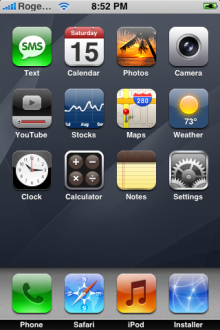 Roge... 8:52 PM
SMS Saturday 15
Text Calendar Photos Camera
280 73°
YouTube Stocks Maps Weather
Clock Calculator Notes Settings
Phone Safari iPod Installer